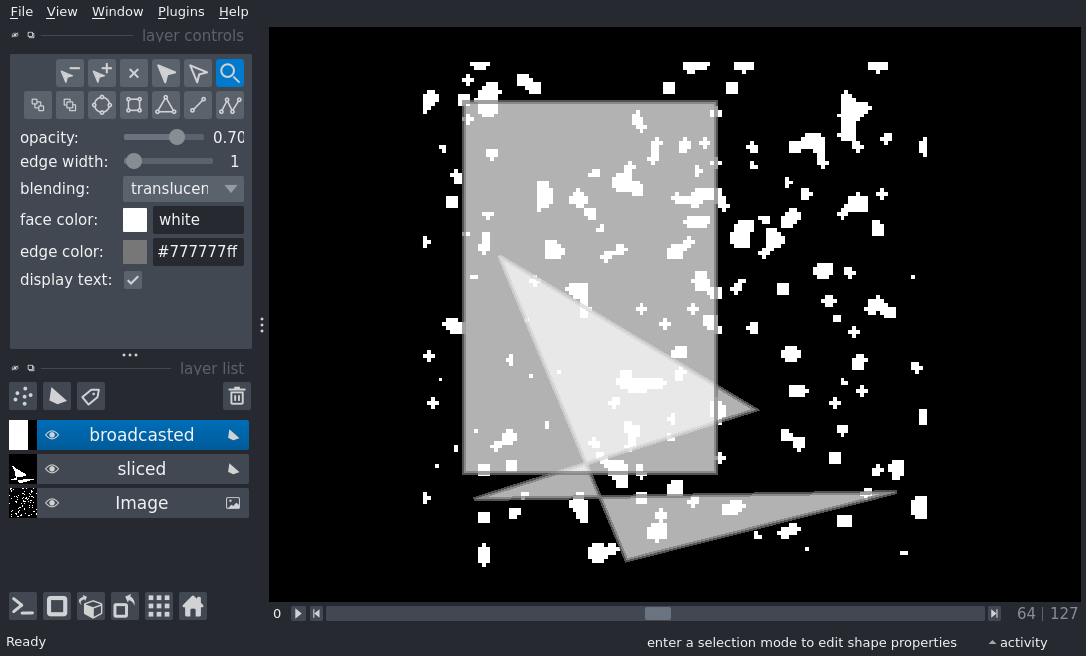 File View Window Plugins Help
layer controls
opacity: 0.70
edge width: 1
blending: translucen
face color: white
edge color: #777777ff
display text:
layer list
broadcasted
sliced
Image
0 64 | 127
Ready enter a selection mode to edit shape properties activity